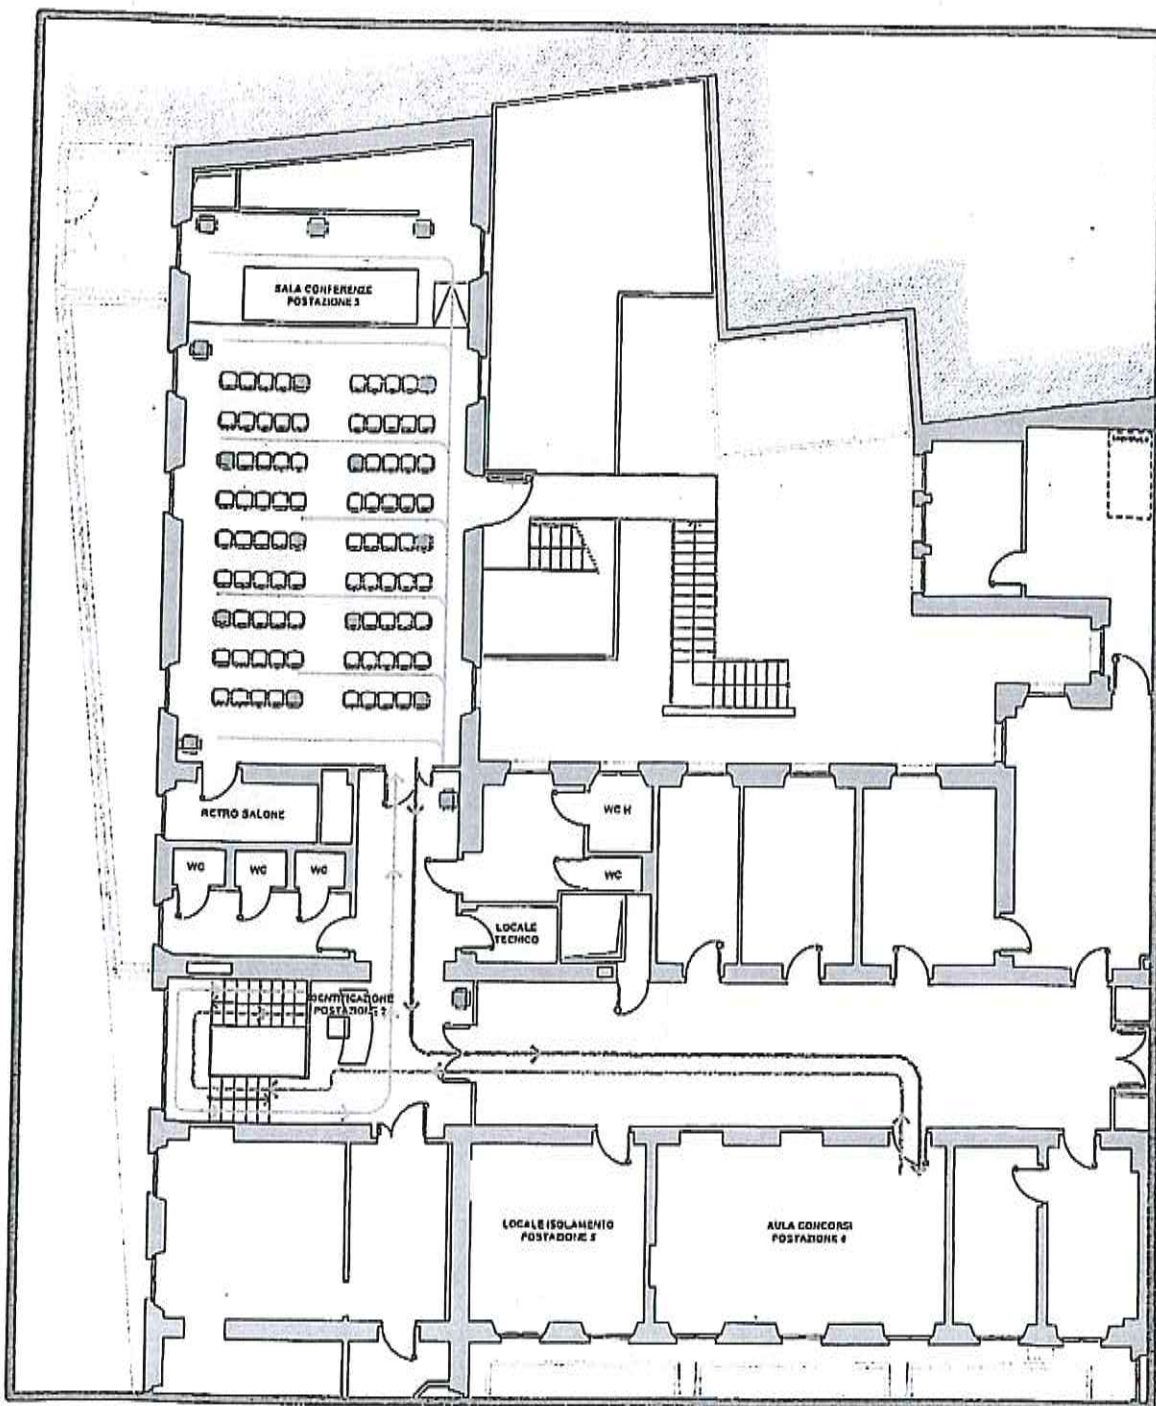 SALA CONFERENZE
POSTAZIONE 3
RETRO SALONE
WC H
WC
WC
WC
WC
LOCALE
TECNICO
IDENTIFICAZIONE
POSTAZIONE 2
LOCALE ISOLAMENTO
POSTAZIONE 5
AULA CONCORSI
POSTAZIONE 4